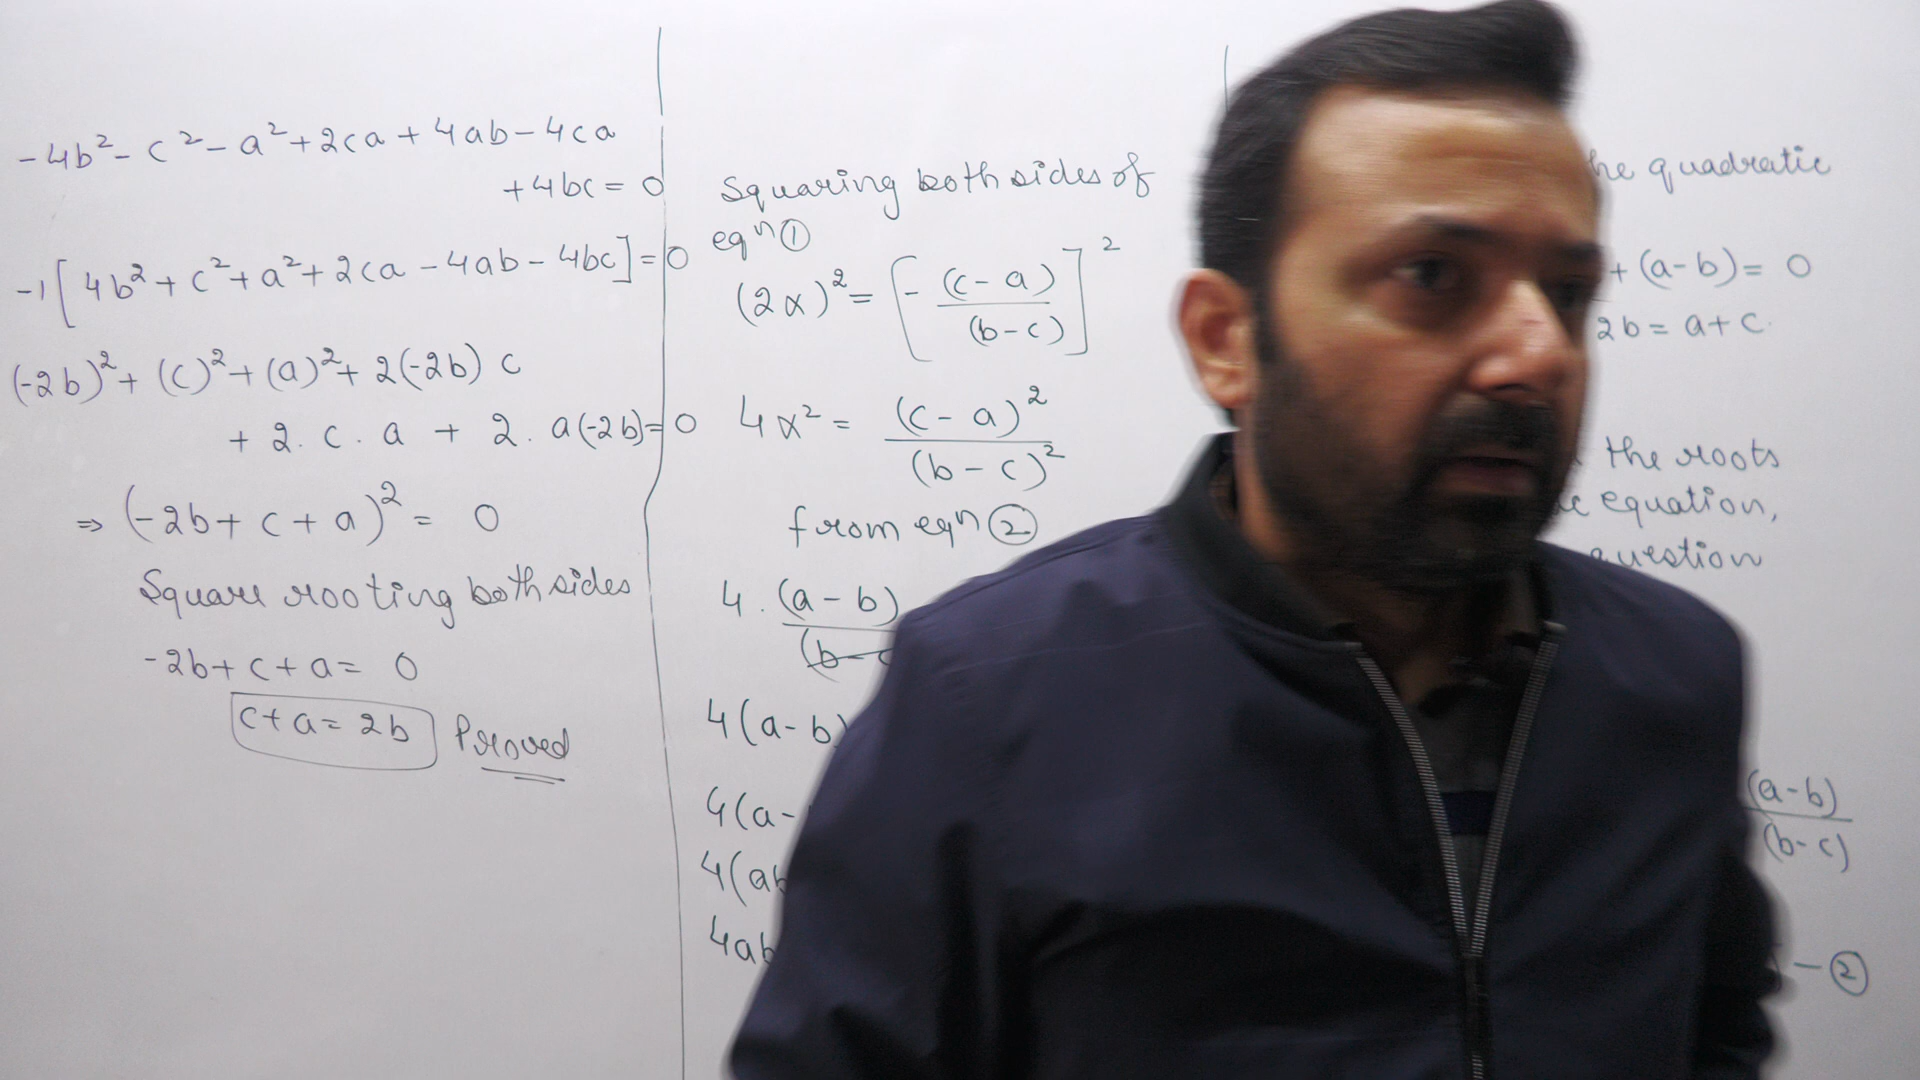 -4b² - c² - a² + 2ca + 4ab - 4ca
+ 4bc = 0
-1[4b² + c² + a² + 2ca - 4ab - 4bc] = 0
(-2b)² + (c)² + (a)² + 2(-2b) c
+ 2. c . a + 2. a(-2b) = 0
⇒ (-2b + c + a)² = 0
Square rooting both sides
-2b + c + a = 0
c + a = 2b Proved
Squaring both sides of
eqⁿ ①
(2α)² = [- (c-a)/(b-c)]²
4α² = (c-a)²/(b-c)²
from eqⁿ ②
4 . (a-b)
(b-c
4(a-b)
4(a-
4(ab
4ab
quadratic
+ (a-b) = 0
2b = a+c.
the roots
equation,
(a-b)/(b-c)
- ②